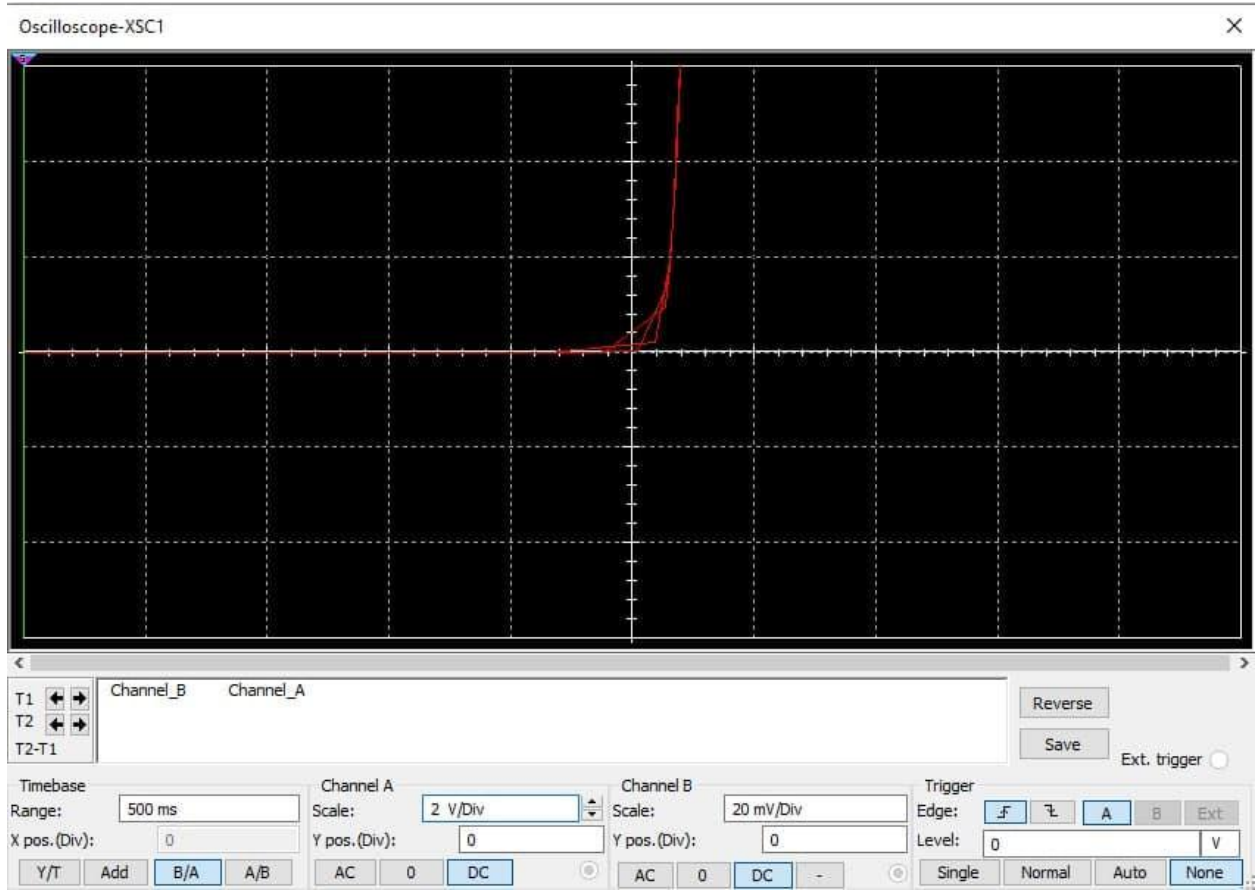 Oscilloscope-XSC1
T1
T2
T2-T1
Channel_B Channel_A
Reverse
Save
Ext. trigger
Timebase
Range: 500 ms
X pos.(Div): 0
Y/T Add B/A A/B
Channel A
Scale: 2 V/Div
Y pos.(Div): 0
AC 0 DC
Channel B
Scale: 20 mV/Div
Y pos.(Div): 0
AC 0 DC -
Trigger
Edge: A B Ext
Level: 0 V
Single Normal Auto None